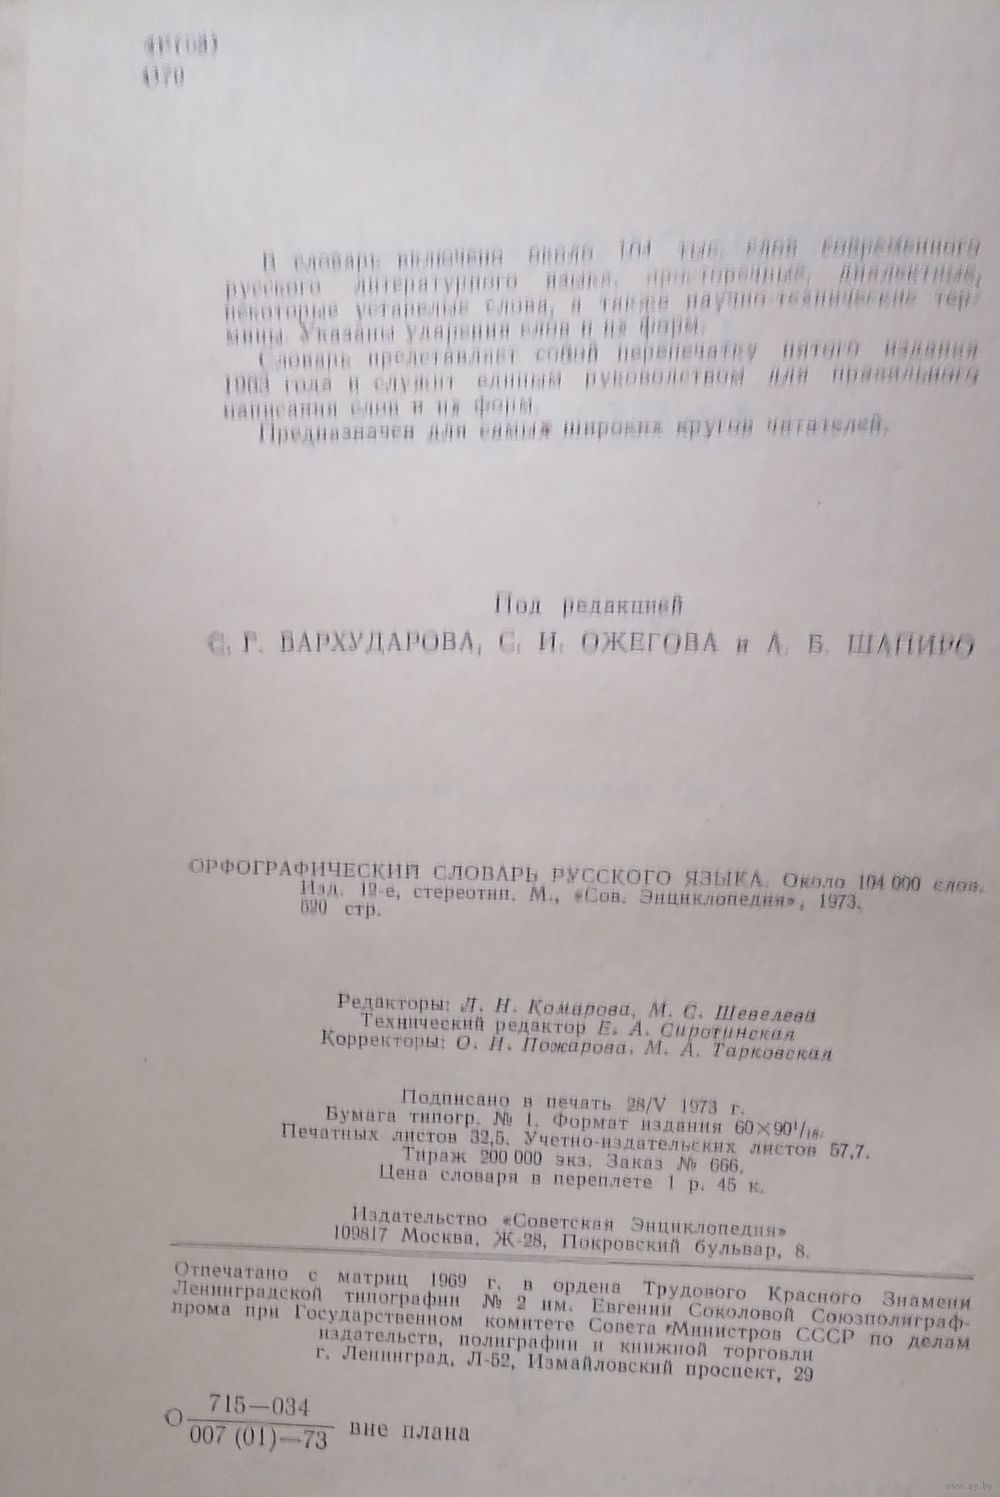 4Р(03)
О70
В словарь включено около 104 тыс. слов современного
русского литературного языка, просторечные, диалектные,
некоторые устарелые слова, а также научно-технические тер-
мины. Указаны ударения слов и их форм.
Словарь представляет собой перепечатку пятого издания
1963 года и служит единым руководством для правильного
написания слов и их форм.
Предназначен для самых широких кругов читателей.
Под редакцией
С. Г. БАРХУДАРОВА, С. И. ОЖЕГОВА и А. Б. ШАПИРО
ОРФОГРАФИЧЕСКИЙ СЛОВАРЬ РУССКОГО ЯЗЫКА. Около 104 000 слов.
Изд. 12-е, стереотип. М., «Сов. Энциклопедия», 1973.
520 стр.
Редакторы: Л. Н. Комарова, М. С. Шевелева
Технический редактор Е. А. Сиротинская
Корректоры: О. Н. Пожарова, М. А. Тарковская
Подписано в печать 28/V 1973 г.
Бумага типогр. № 1. Формат издания 60×90¹/₁₆.
Печатных листов 32,5. Учетно-издательских листов 57,7.
Тираж 200 000 экз. Заказ № 666.
Цена словаря в переплете 1 р. 45 к.
Издательство «Советская Энциклопедия»
109817 Москва, Ж-28, Покровский бульвар, 8.
Отпечатано с матриц 1969 г. в ордена Трудового Красного Знамени
Ленинградской типографии № 2 им. Евгении Соколовой Союзполиграф-
прома при Государственном комитете Совета Министров СССР по делам
издательств, полиграфии и книжной торговли
г. Ленинград, Л-52, Измайловский проспект, 29
О 715—034
007 (01)—73 вне плана
www.ay.by